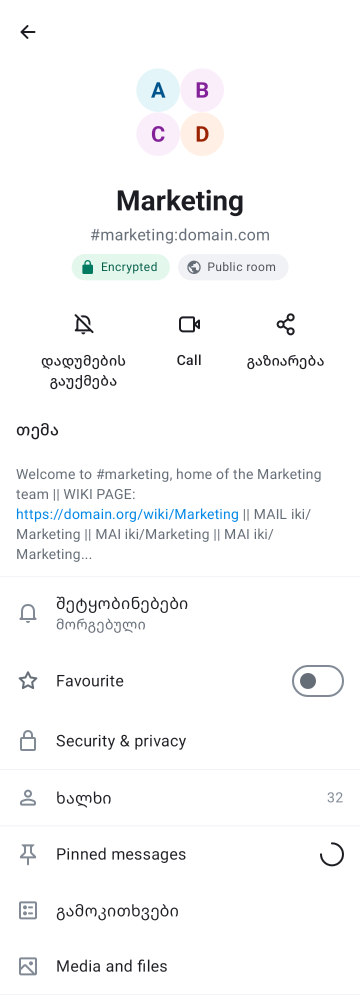 A B
C D
Marketing
#marketing:domain.com
Encrypted Public room
დადუმების გაუქმება
Call
გაზიარება
თემა
Welcome to #marketing, home of the Marketing
team || WIKI PAGE:
https://domain.org/wiki/Marketing || MAIL iki/
Marketing || MAI iki/Marketing || MAI iki/
Marketing...
შეტყობინებები
მორგებული
Favourite
Security & privacy
ხალხი 32
Pinned messages
გამოკითხვები
Media and files